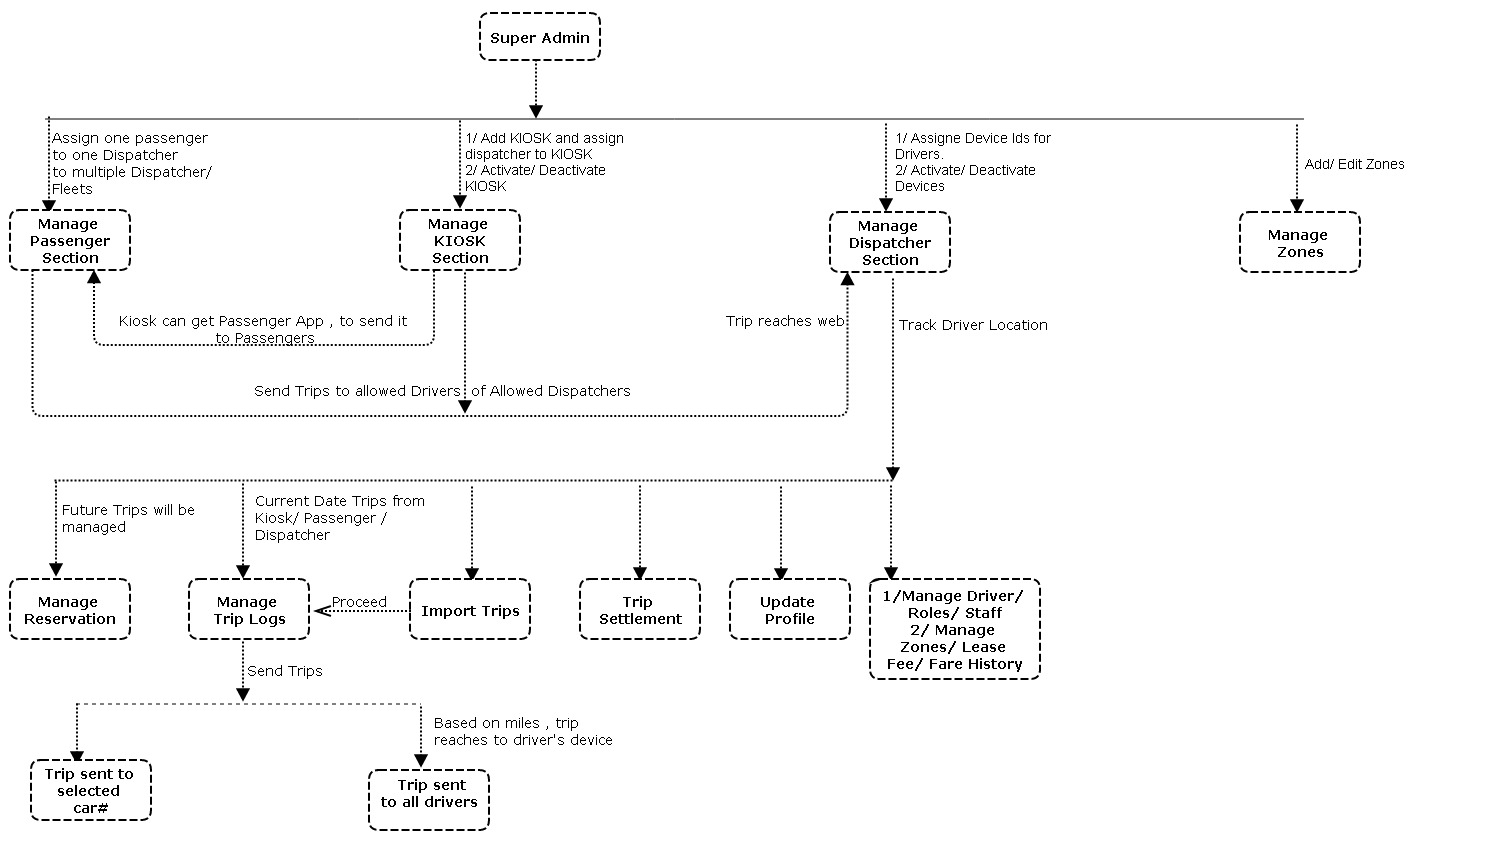 Super Admin
Assign one passenger
to one Dispatcher
to multiple Dispatcher/
Fleets
1/ Add KIOSK and assign
dispatcher to KIOSK
2/ Activate/ Deactivate
KIOSK
1/ Assigne Device Ids for
Drivers.
2/ Activate/ Deactivate
Devices
Add/ Edit Zones
Manage
Passenger
Section
Manage
KIOSK
Section
Manage
Dispatcher
Section
Manage
Zones
Kiosk can get Passenger App , to send it
to Passengers
Trip reaches web
Track Driver Location
Send Trips to allowed Drivers of Allowed Dispatchers
Future Trips will be
managed
Current Date Trips from
Kiosk/ Passenger /
Dispatcher
Manage
Reservation
Manage
Trip Logs
Proceed
Import Trips
Trip
Settlement
Update
Profile
1/Manage Driver/
Roles/ Staff
2/ Manage
Zones/ Lease
Fee/ Fare History
Send Trips
Based on miles , trip
reaches to driver's device
Trip sent to
selected
car#
Trip sent
to all drivers